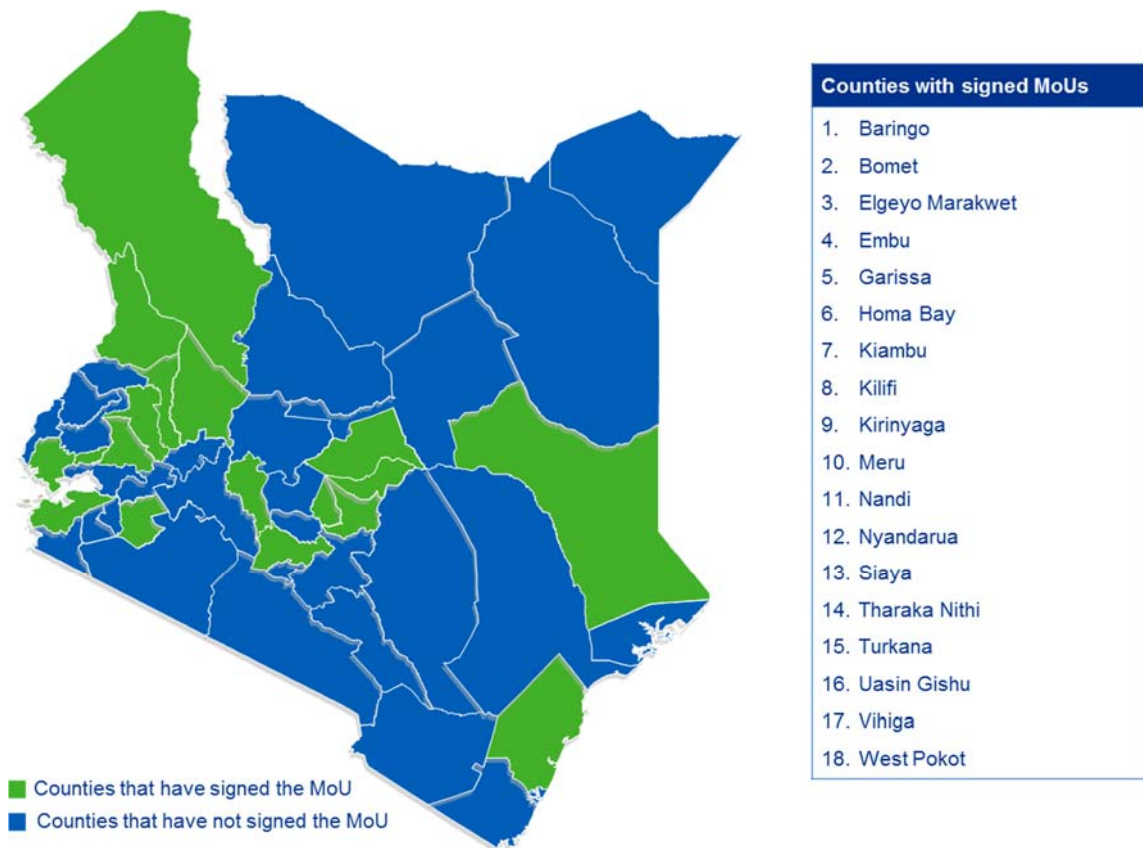 Counties with signed MoUs
1. Baringo
2. Bomet
3. Elgeyo Marakwet
4. Embu
5. Garissa
6. Homa Bay
7. Kiambu
8. Kilifi
9. Kirinyaga
10. Meru
11. Nandi
12. Nyandarua
13. Siaya
14. Tharaka Nithi
15. Turkana
16. Uasin Gishu
17. Vihiga
18. West Pokot
Counties that have signed the MoU
Counties that have not signed the MoU